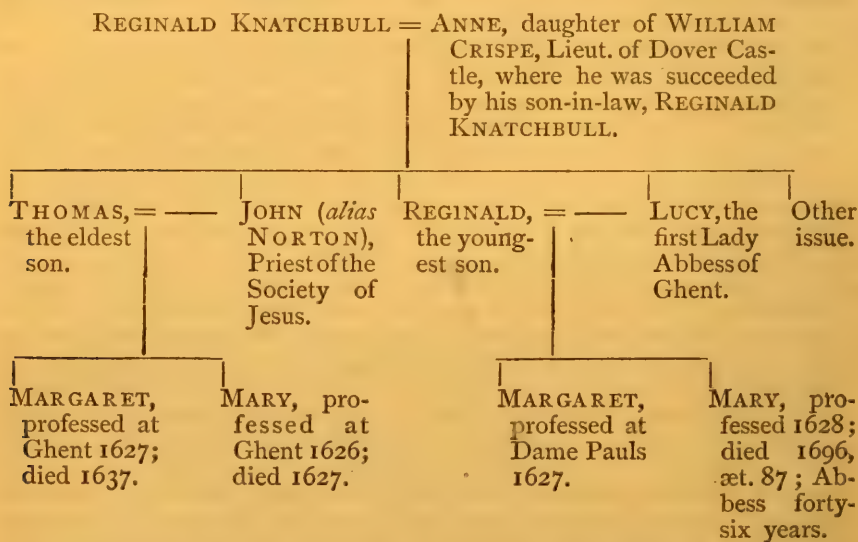 REGINALD KNATCHBULL = ANNE, daughter of WILLIAM
CRISPE, Lieut. of Dover Cas-
tle, where he was succeeded
by his son-in-law, REGINALD
KNATCHBULL.
THOMAS, = —
the eldest
son.
JOHN (alias
NORTON),
Priest of the
Society of
Jesus.
REGINALD, = —
the young-
est son.
LUCY, the
first Lady
Abbess of
Ghent.
Other
issue.
MARGARET,
professed at
Ghent 1627;
died 1637.
MARY, pro-
fessed at
Ghent 1626;
died 1627.
MARGARET,
professed at
Dame Pauls
1627.
MARY, pro-
fessed 1628;
died 1696,
æt. 87; Ab-
bess forty-
six years.